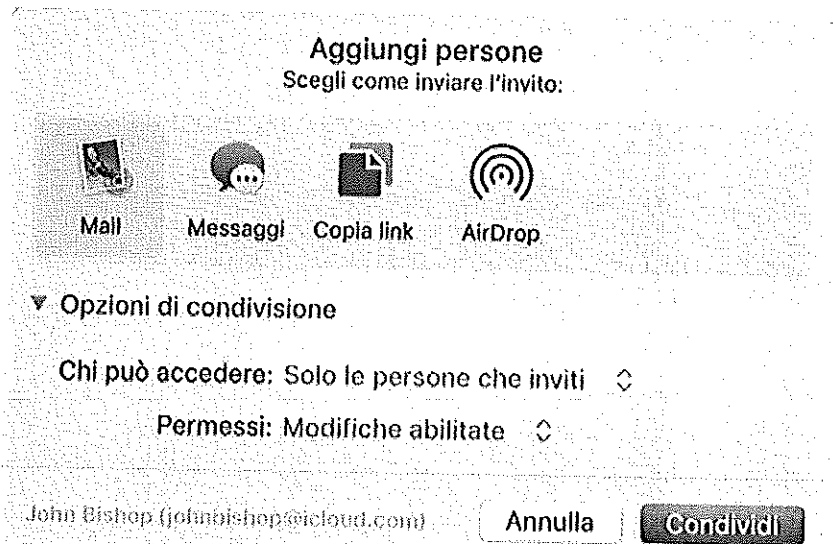 Aggiungi persone
Scegli come inviare l'invito:
Mail Messaggi Copia link AirDrop
Opzioni di condivisione
Chi può accedere: Solo le persone che inviti
Permessi: Modifiche abilitate
John Bishop (johnbishop@icloud.com) Annulla Condividi